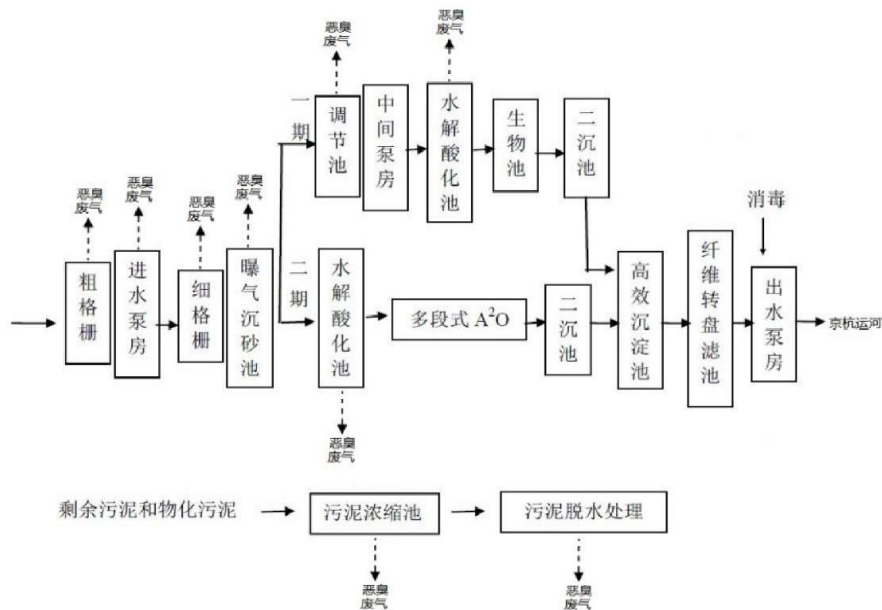 恶臭
废气
恶臭
废气
一期
调节池
中间泵房
水解酸化池
生物池
二沉池
恶臭
废气
恶臭
废气
恶臭
废气
恶臭
废气
消毒
粗格栅
进水泵房
细格栅
曝气沉砂池
二期
水解酸化池
多段式 A²O
二沉池
高效沉淀池
纤维转盘滤池
出水泵房
京杭运河
恶臭
废气
剩余污泥和物化污泥
污泥浓缩池
污泥脱水处理
恶臭
废气
恶臭
废气